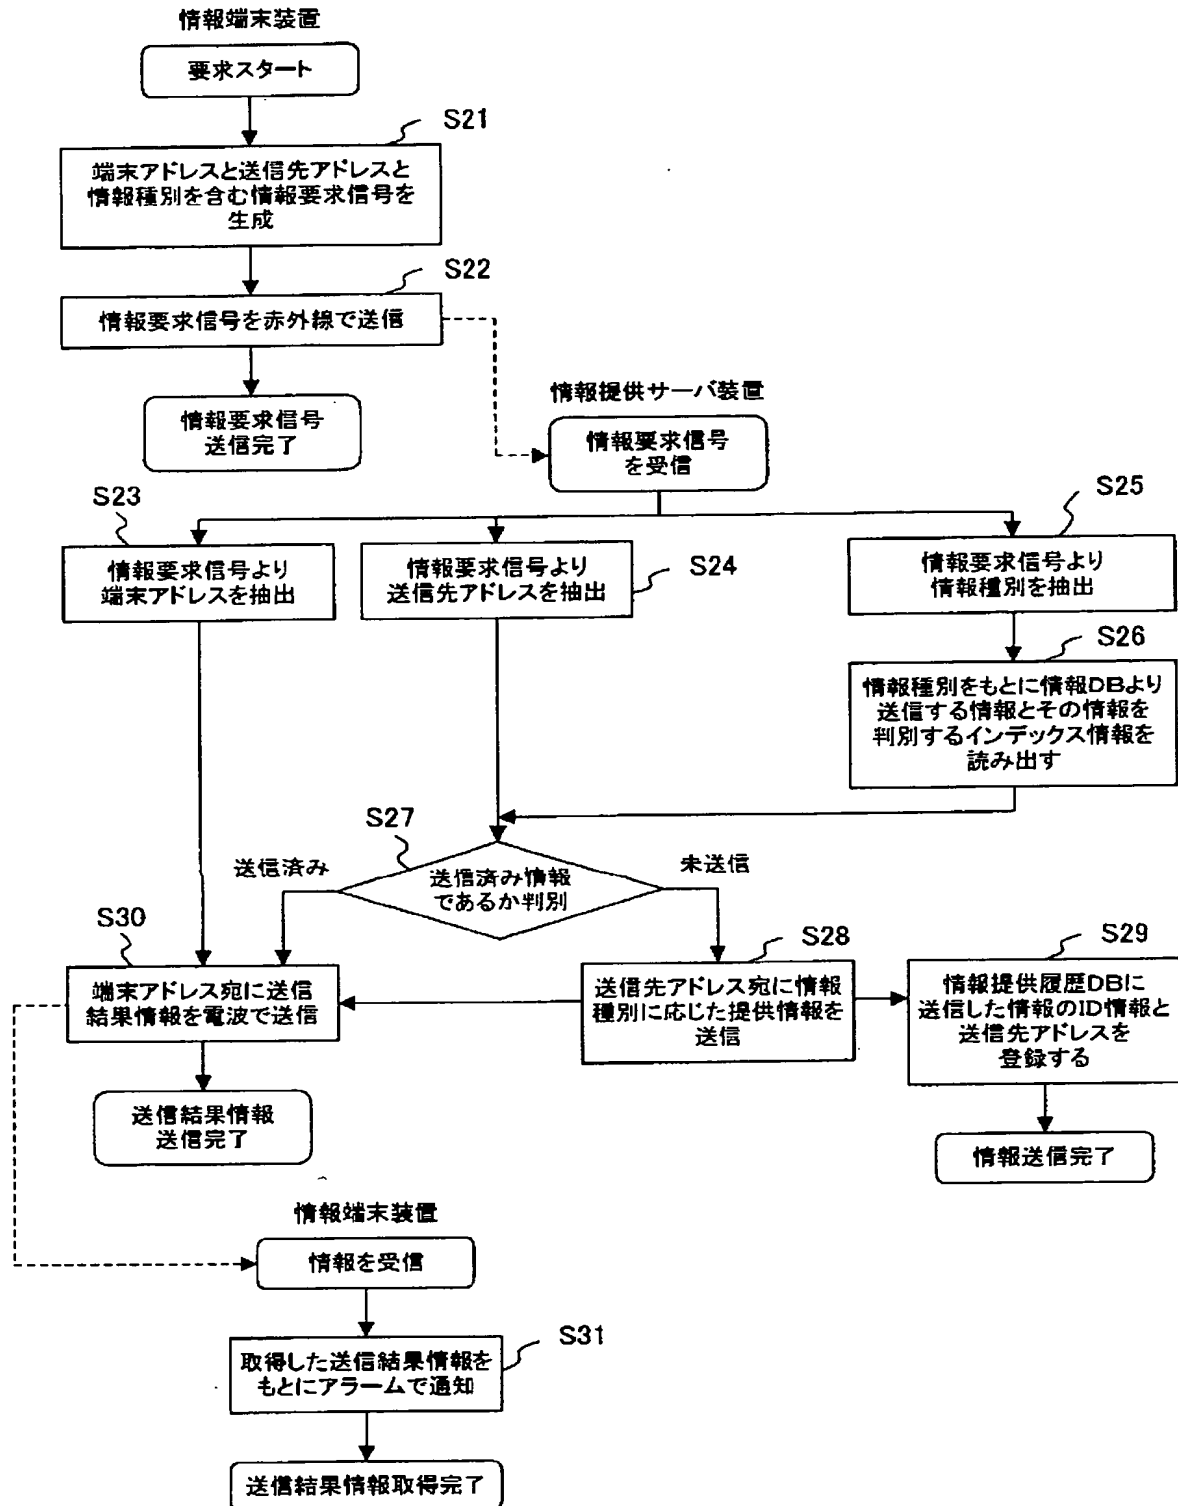 情報端末装置
要求スタート
S21
端末アドレスと送信先アドレスと
情報種別を含む情報要求信号を
生成
S22
情報要求信号を赤外線で送信
情報要求信号
送信完了
情報提供サーバ装置
情報要求信号
を受信
S23
情報要求信号より
端末アドレスを抽出
情報要求信号より
送信先アドレスを抽出
S24
S25
情報要求信号より
情報種別を抽出
S26
情報種別をもとに情報DBより
送信する情報とその情報を
判別するインデックス情報を
読み出す
S27
送信済み
送信済み情報
であるか判別
未送信
S30
端末アドレス宛に送信
結果情報を電波で送信
S28
送信先アドレス宛に情報
種別に応じた提供情報を
送信
S29
情報提供履歴DBに
送信した情報のID情報と
送信先アドレスを
登録する
送信結果情報
送信完了
情報送信完了
情報端末装置
情報を受信
S31
取得した送信結果情報を
もとにアラームで通知
送信結果情報取得完了